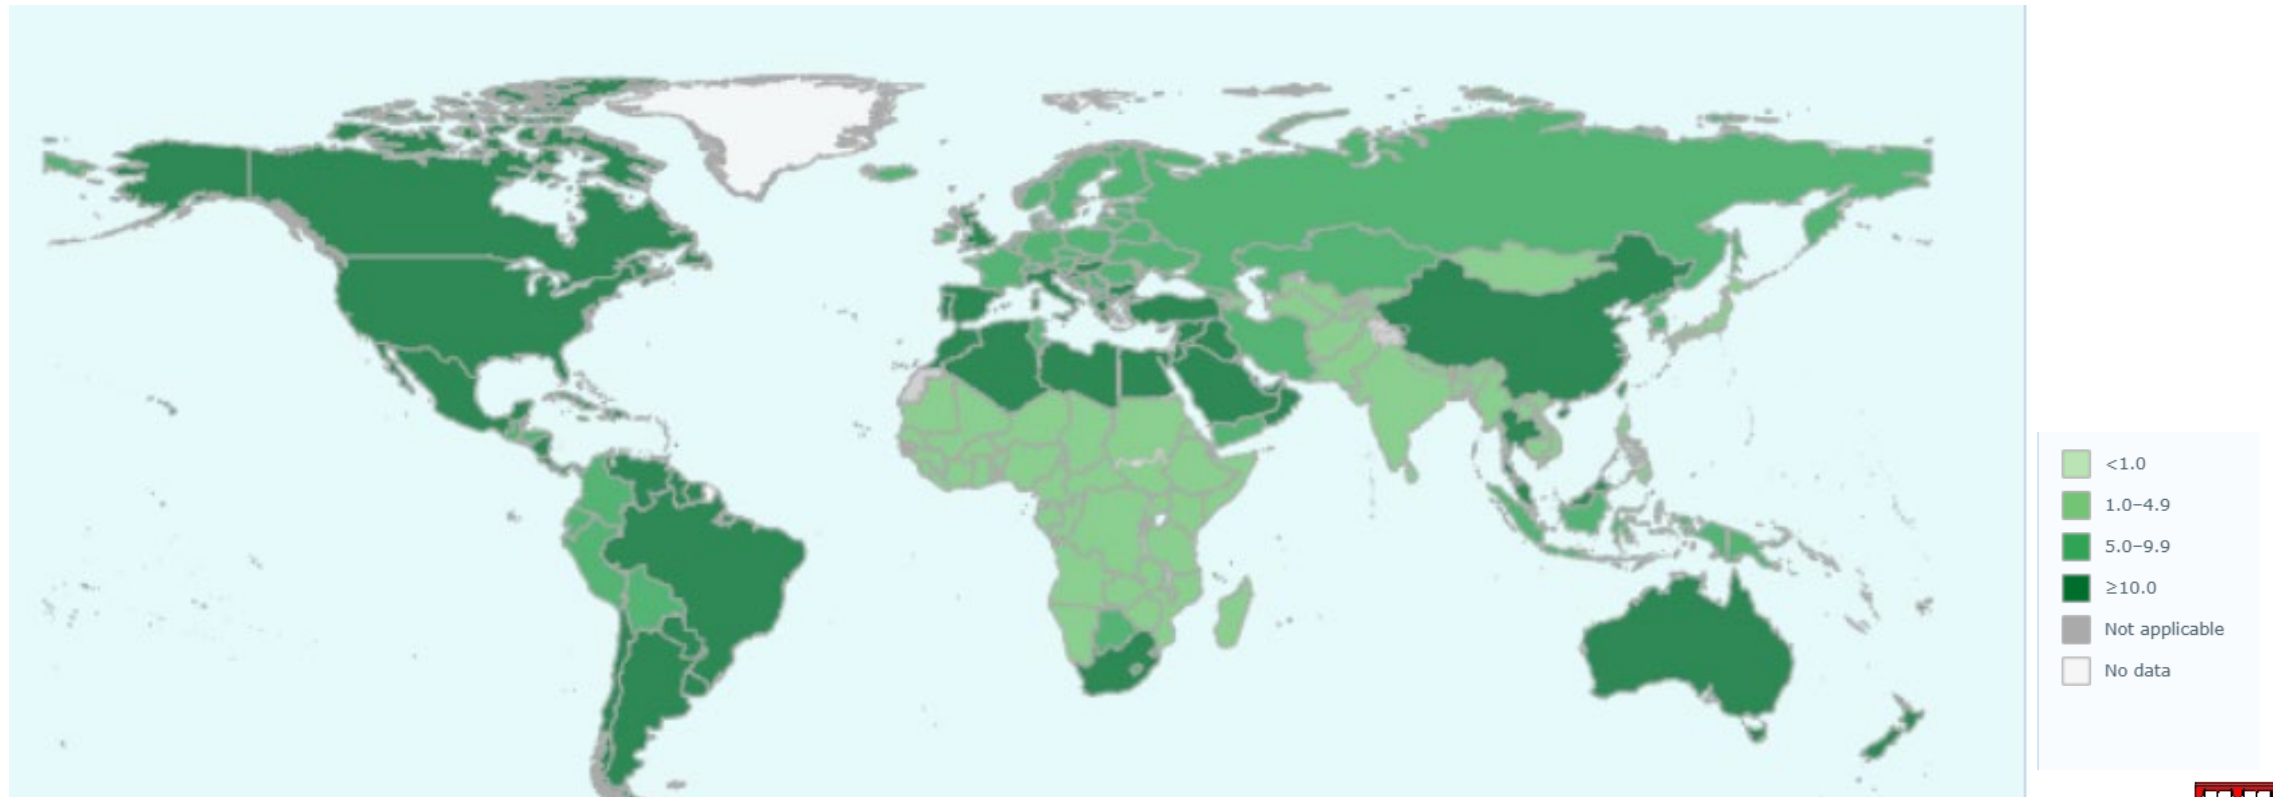 <1.0
1.0–4.9
5.0–9.9
≥10.0
Not applicable
No data